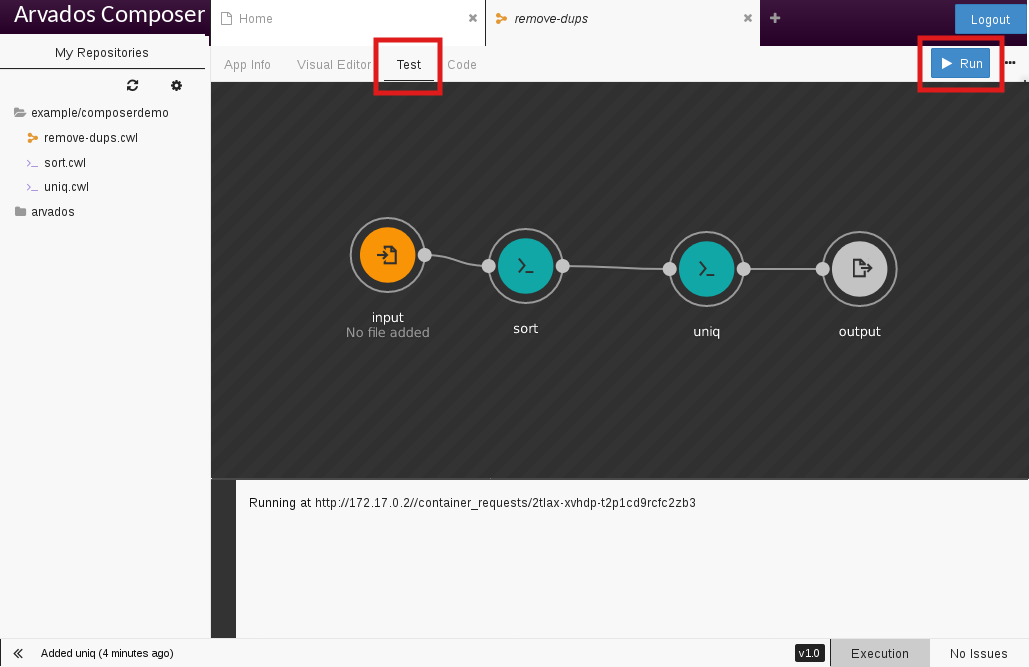 Arvados Composer
Home
remove-dups
Logout
My Repositories
App Info
Visual Editor
Test
Code
Run
example/composerdemo
remove-dups.cwl
sort.cwl
uniq.cwl
arvados
input
No file added
sort
uniq
output
Running at http://172.17.0.2//container_requests/2tlax-xvhdp-t2p1cd9rcfc2zb3
Added uniq (4 minutes ago)
v1.0
Execution
No Issues